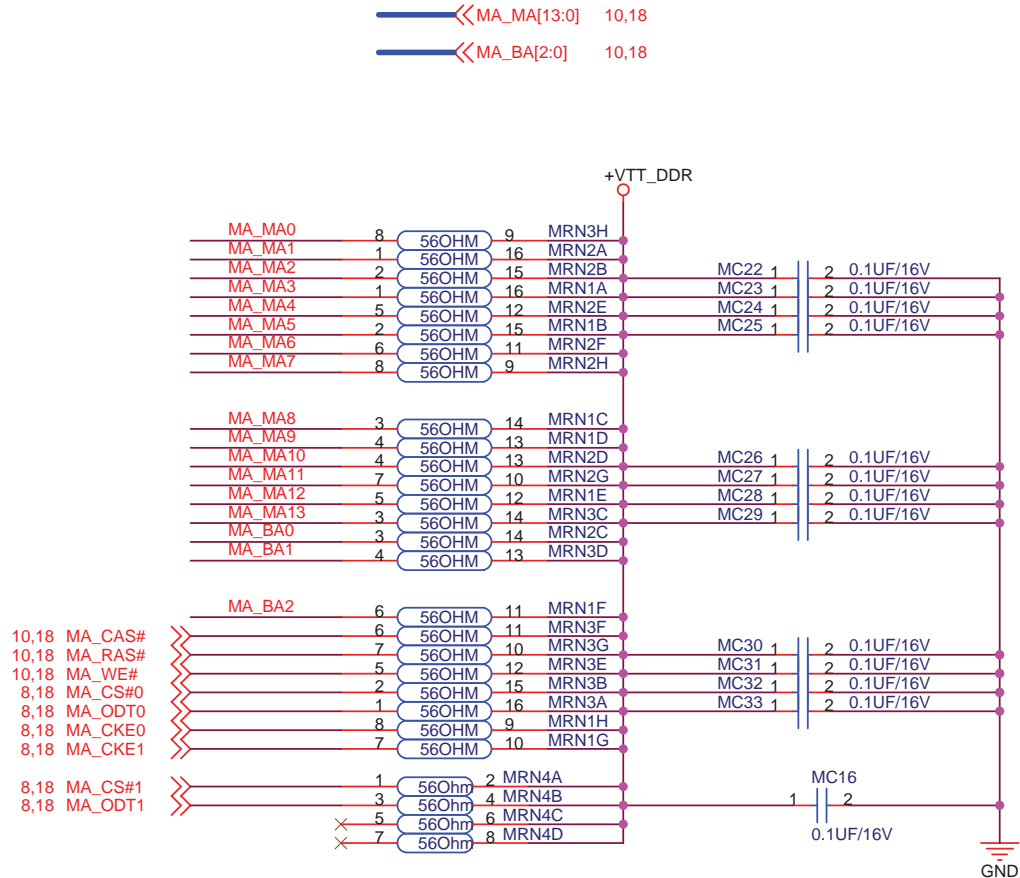 MA_MA[13:0] 10,18
MA_BA[2:0] 10,18
+VTT_DDR
MA_MA0 8 56OHM 9 MRN3H
MA_MA1 1 56OHM 16 MRN2A
MA_MA2 2 56OHM 15 MRN2B MC22 1 2 0.1UF/16V
MA_MA3 1 56OHM 16 MRN1A MC23 1 2 0.1UF/16V
MA_MA4 5 56OHM 12 MRN2E MC24 1 2 0.1UF/16V
MA_MA5 2 56OHM 15 MRN1B MC25 1 2 0.1UF/16V
MA_MA6 6 56OHM 11 MRN2F
MA_MA7 8 56OHM 9 MRN2H
MA_MA8 3 56OHM 14 MRN1C
MA_MA9 4 56OHM 13 MRN1D
MA_MA10 4 56OHM 13 MRN2D MC26 1 2 0.1UF/16V
MA_MA11 7 56OHM 10 MRN2G MC27 1 2 0.1UF/16V
MA_MA12 5 56OHM 12 MRN1E MC28 1 2 0.1UF/16V
MA_MA13 3 56OHM 14 MRN3C MC29 1 2 0.1UF/16V
MA_BA0 3 56OHM 14 MRN2C
MA_BA1 4 56OHM 13 MRN3D
MA_BA2 6 56OHM 11 MRN1F
10,18 MA_CAS# 6 56OHM 11 MRN3F
10,18 MA_RAS# 7 56OHM 10 MRN3G MC30 1 2 0.1UF/16V
10,18 MA_WE# 5 56OHM 12 MRN3E MC31 1 2 0.1UF/16V
8,18 MA_CS#0 2 56OHM 15 MRN3B MC32 1 2 0.1UF/16V
8,18 MA_ODT0 1 56OHM 16 MRN3A MC33 1 2 0.1UF/16V
8,18 MA_CKE0 8 56OHM 9 MRN1H
8,18 MA_CKE1 7 56OHM 10 MRN1G
8,18 MA_CS#1 1 56Ohm 2 MRN4A MC16
8,18 MA_ODT1 3 56Ohm 4 MRN4B 1 2
5 56Ohm 6 MRN4C 0.1UF/16V
7 56Ohm 8 MRN4D
GND